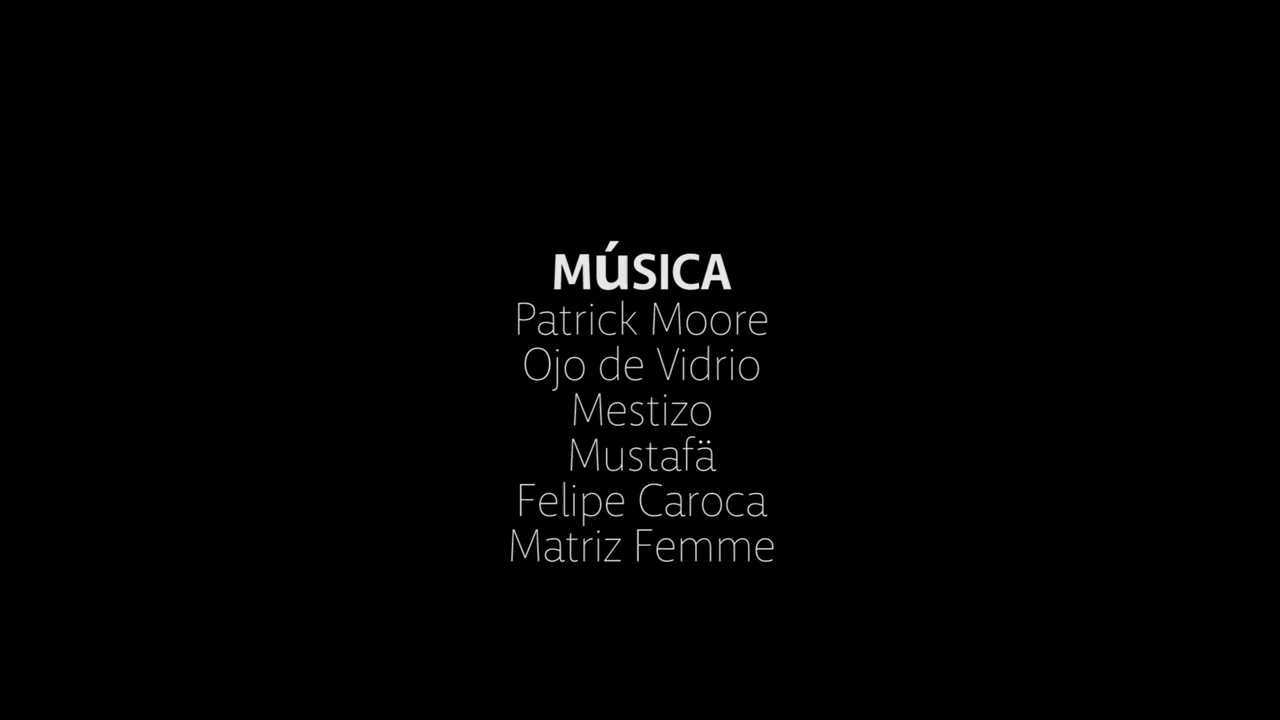 MúSICA
Patrick Moore
Ojo de Vidrio
Mestizo
Mustafä
Felipe Caroca
Matriz Femme